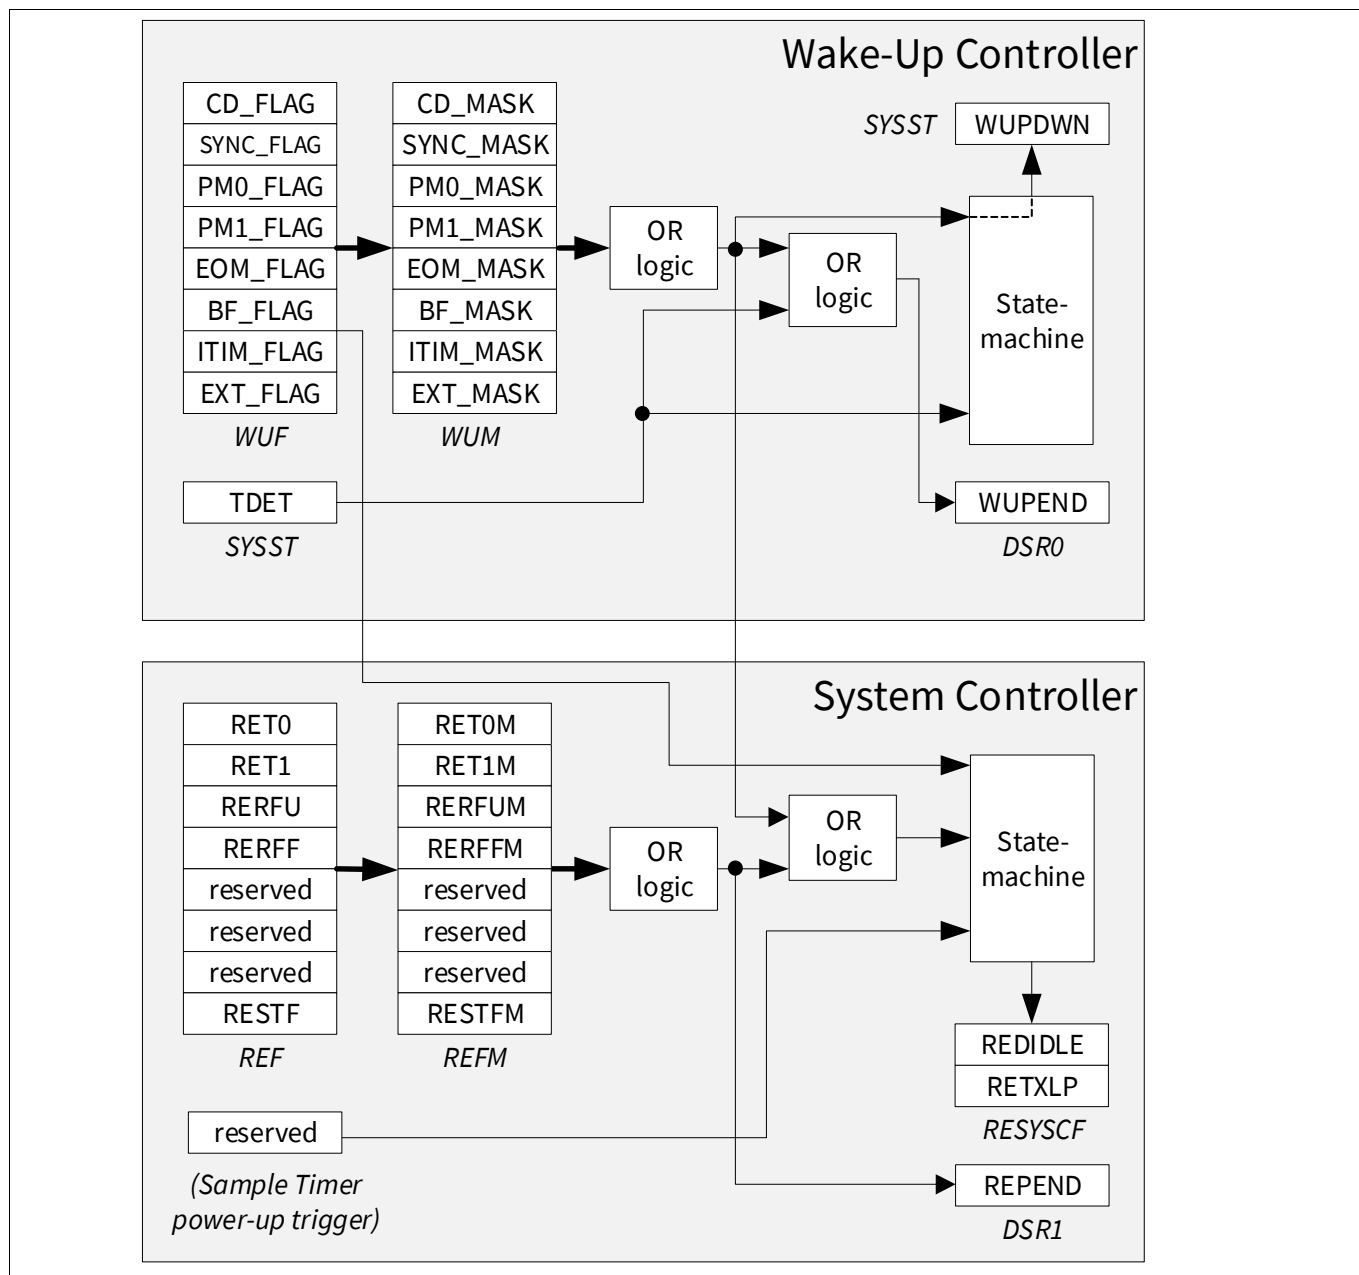 Wake-Up Controller
CD_FLAG
SYNC_FLAG
PM0_FLAG
PM1_FLAG
EOM_FLAG
BF_FLAG
ITIM_FLAG
EXT_FLAG
WUF
CD_MASK
SYNC_MASK
PM0_MASK
PM1_MASK
EOM_MASK
BF_MASK
ITIM_MASK
EXT_MASK
WUM
OR
logic
OR
logic
SYSST
WUPDWN
State-
machine
TDET
SYSST
WUPEND
DSR0
System Controller
RET0
RET1
RERFU
RERFF
reserved
reserved
reserved
RESTF
REF
RET0M
RET1M
RERFUM
RERFFM
reserved
reserved
reserved
RESTFM
REFM
OR
logic
OR
logic
State-
machine
REDIDLE
RETXLP
RESYSCF
reserved
(Sample Timer
power-up trigger)
REPEND
DSR1